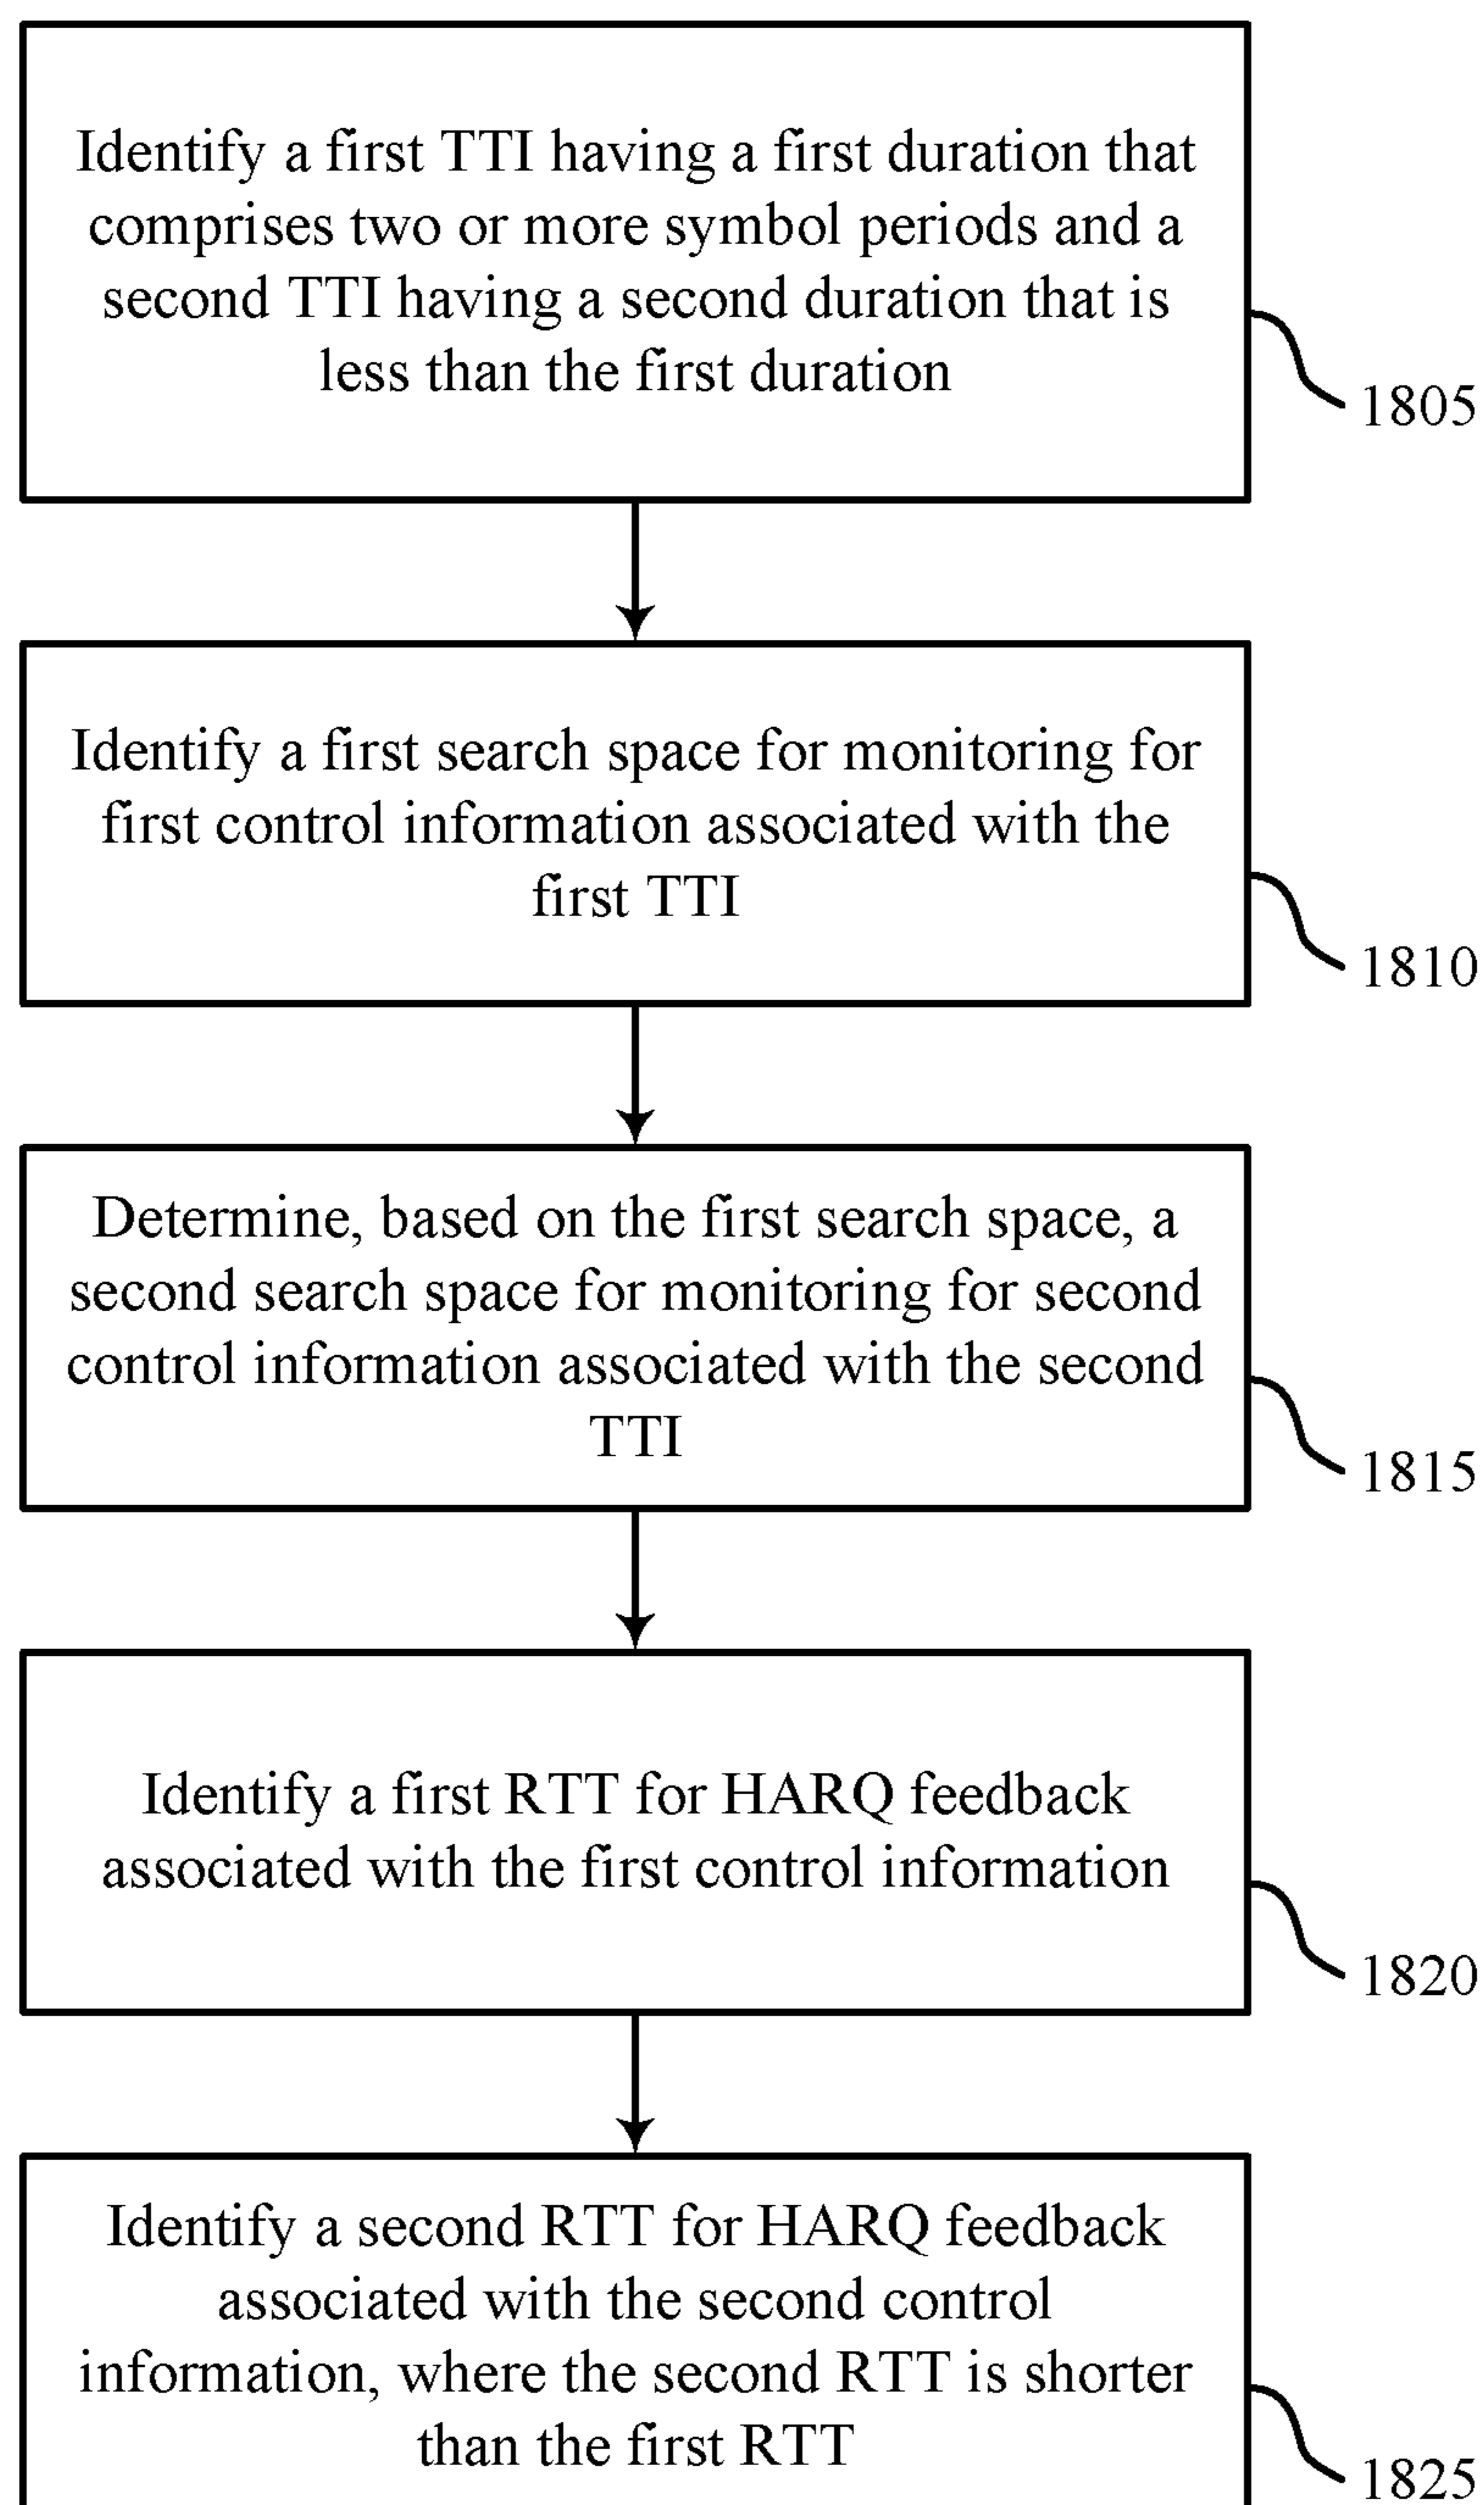 Identify a first TTI having a first duration that
comprises two or more symbol periods and a
second TTI having a second duration that is
less than the first duration
1805
Identify a first search space for monitoring for
first control information associated with the
first TTI
1810
Determine, based on the first search space, a
second search space for monitoring for second
control information associated with the second
TTI
1815
Identify a first RTT for HARQ feedback
associated with the first control information
1820
Identify a second RTT for HARQ feedback
associated with the second control
information, where the second RTT is shorter
than the first RTT
1825